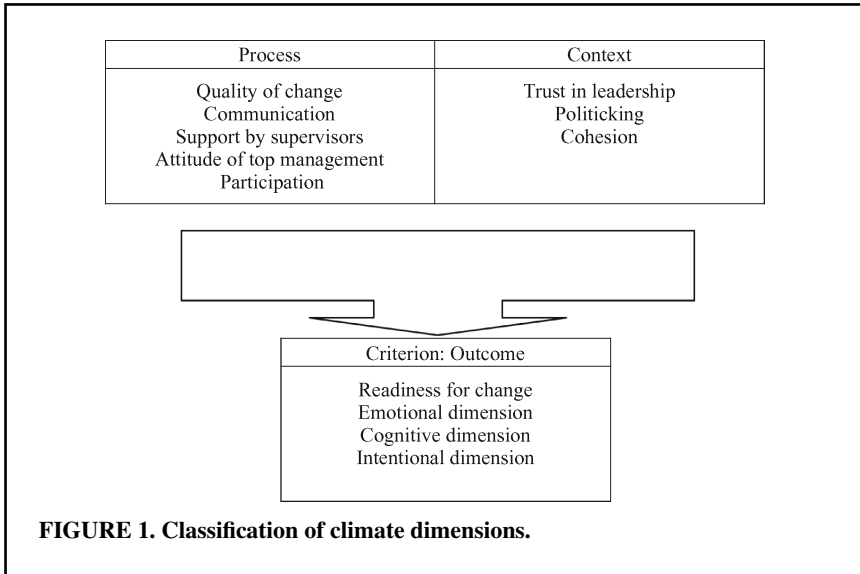 Process
Quality of change
Communication
Support by supervisors
Attitude of top management
Participation
Context
Trust in leadership
Politicking
Cohesion
Criterion: Outcome
Readiness for change
Emotional dimension
Cognitive dimension
Intentional dimension
FIGURE 1. Classification of climate dimensions.